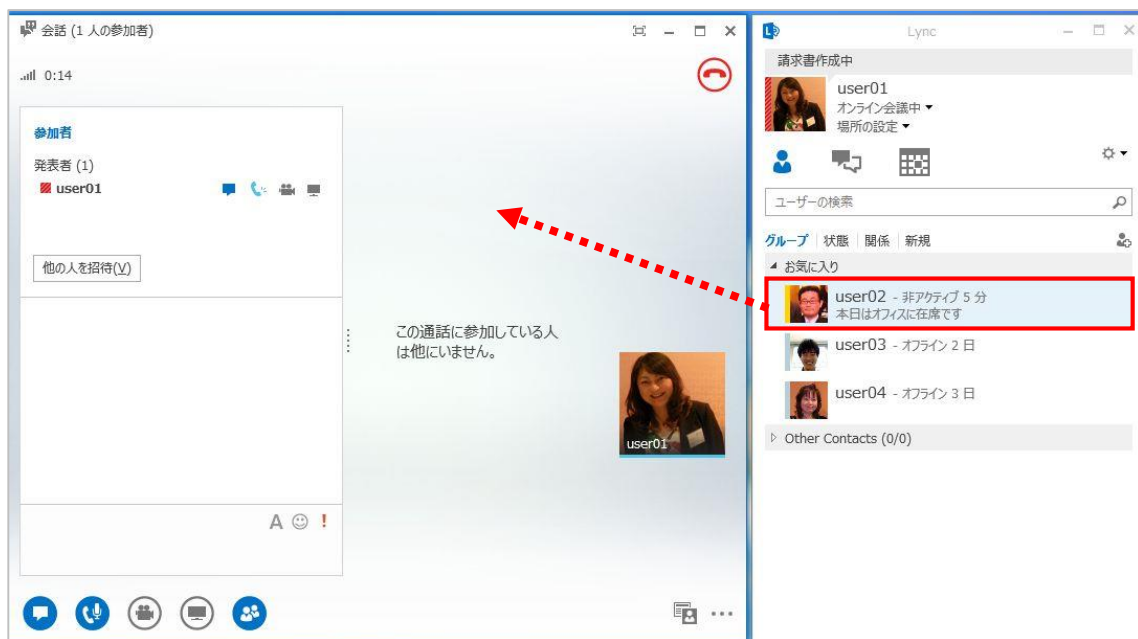 会話 (1 人の参加者)
0:14
参加者
発表者 (1)
user01
他の人を招待(V)
この通話に参加している人
は他にいません。
user01
A ☺ !
Lync
請求書作成中
user01
オンライン会議中 ▼
場所の設定 ▼
ユーザーの検索
グループ 状態 関係 新規
お気に入り
user02 - 非アクティブ 5 分
本日はオフィスに在席です
user03 - オフライン 2 日
user04 - オフライン 3 日
Other Contacts (0/0)